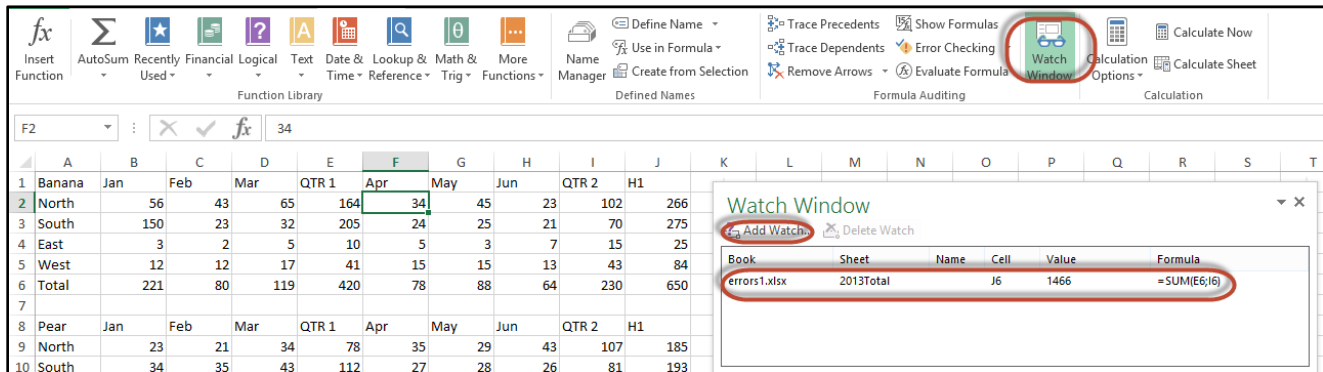 fx Insert Function
AutoSum
Recently Used
Financial
Logical
Text
Date & Time
Lookup & Reference
Math & Trig
More Functions
Function Library
Name Manager
Define Name
Use in Formula
Create from Selection
Defined Names
Trace Precedents
Trace Dependents
Remove Arrows
Show Formulas
Error Checking
Evaluate Formula
Formula Auditing
Watch Window
Calculation Options
Calculate Now
Calculate Sheet
Calculation
F2 fx 34
A B C D E F G H I J K L M N O P Q R S T
1 Banana Jan Feb Mar QTR 1 Apr May Jun QTR 2 H1
2 North 56 43 65 164 34 45 23 102 266
3 South 150 23 32 205 24 25 21 70 275
4 East 3 2 5 10 5 3 7 15 25
5 West 12 12 17 41 15 15 13 43 84
6 Total 221 80 119 420 78 88 64 230 650
7
8 Pear Jan Feb Mar QTR 1 Apr May Jun QTR 2 H1
9 North 23 21 34 78 35 29 43 107 185
10 South 34 35 43 112 27 28 26 81 193
Watch Window
Add Watch... Delete Watch
Book Sheet Name Cell Value Formula
errors1.xlsx 2013Total J6 1466 =SUM(E6;I6)